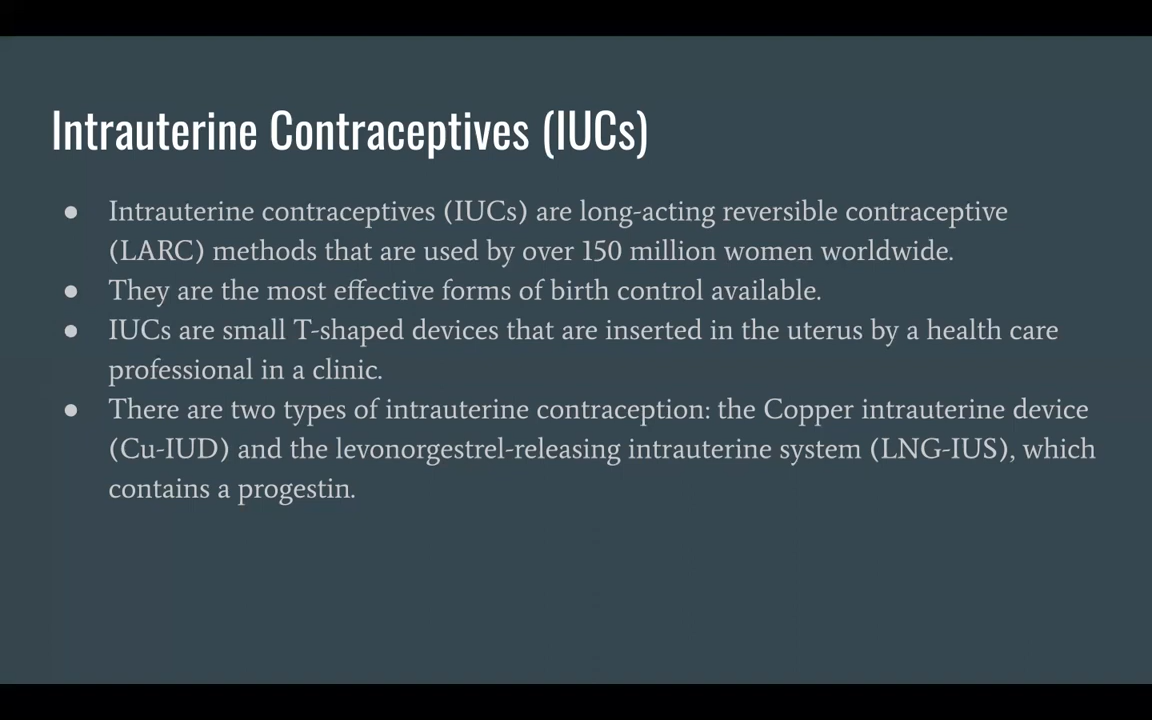 Intrauterine Contraceptives (IUCs)
● Intrauterine contraceptives (IUCs) are long-acting reversible contraceptive
(LARC) methods that are used by over 150 million women worldwide.
● They are the most effective forms of birth control available.
● IUCs are small T-shaped devices that are inserted in the uterus by a health care
professional in a clinic.
● There are two types of intrauterine contraception: the Copper intrauterine device
(Cu-IUD) and the levonorgestrel-releasing intrauterine system (LNG-IUS), which
contains a progestin.